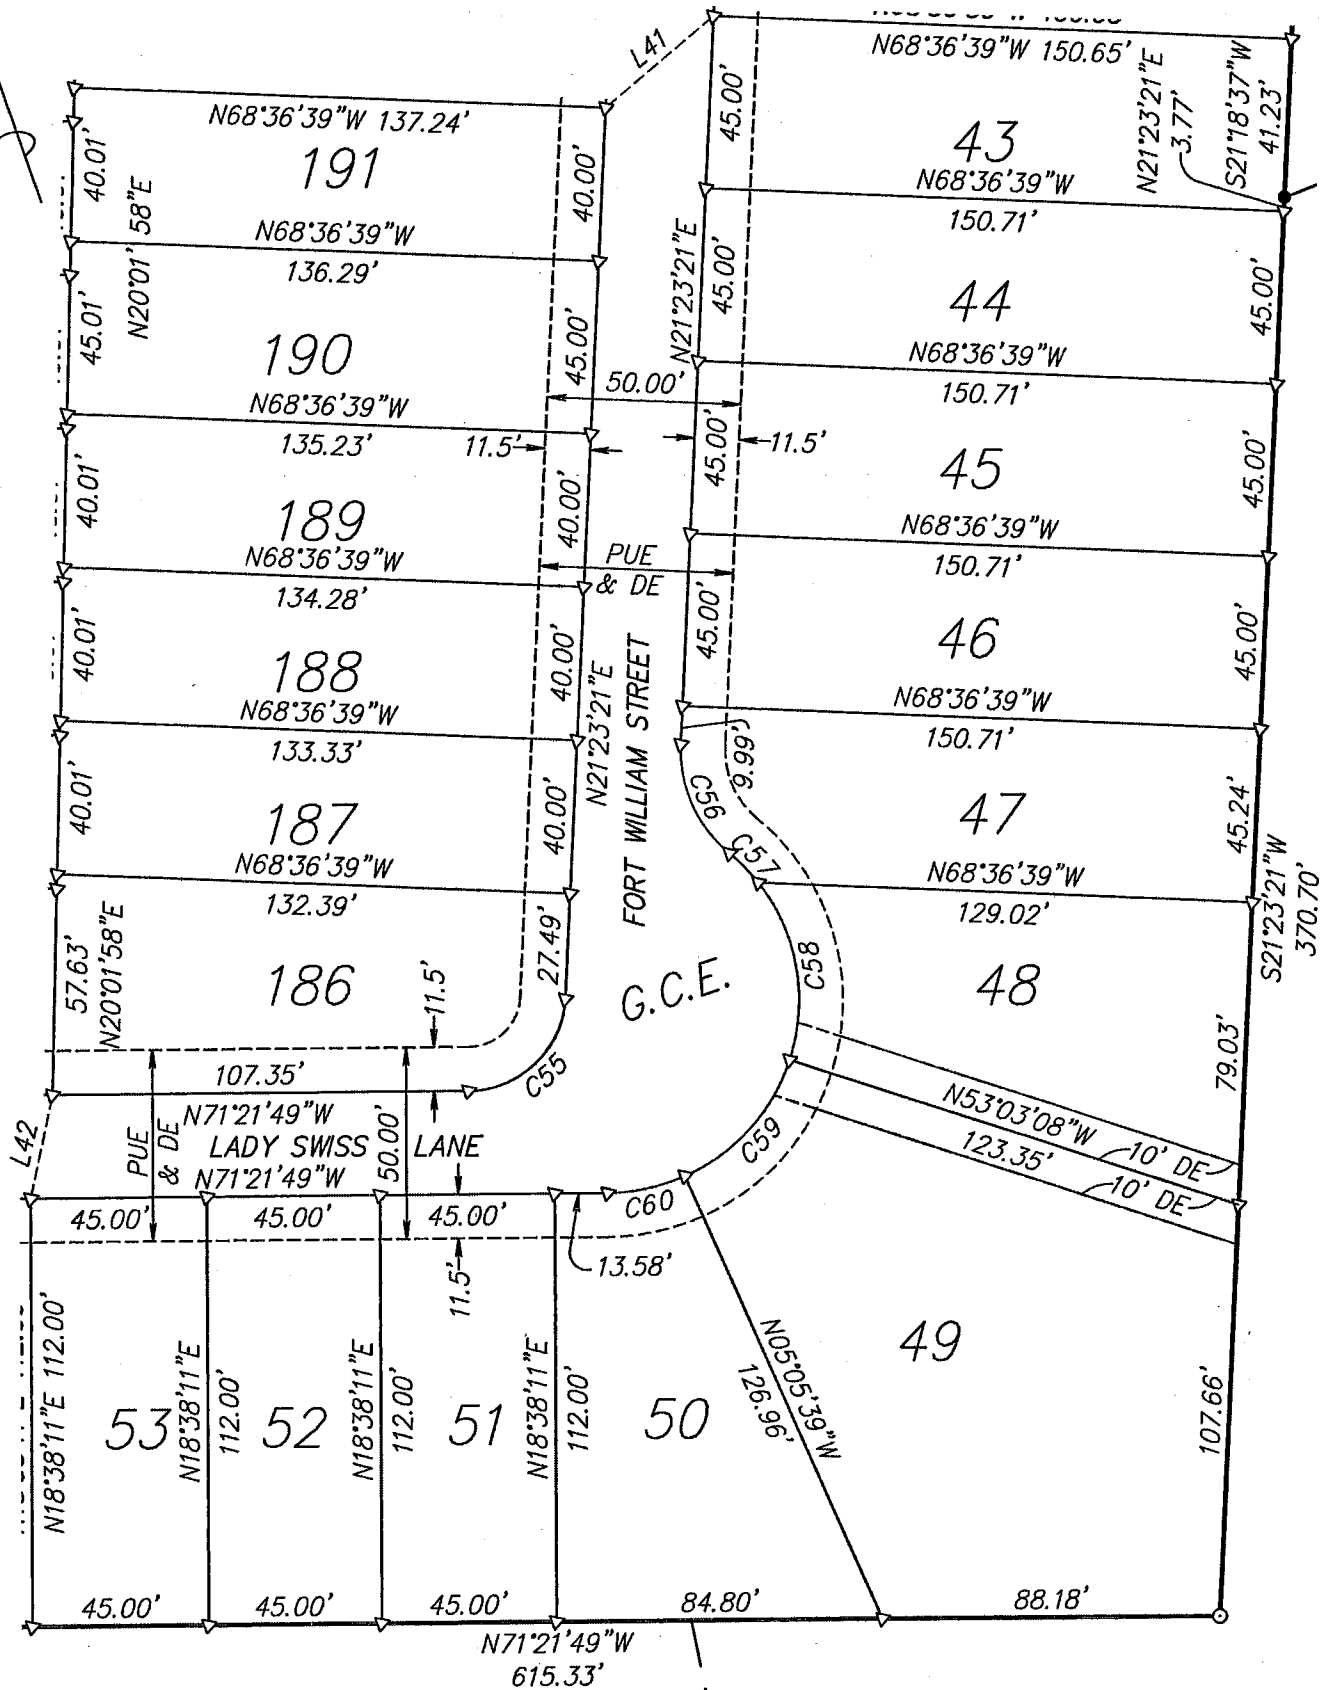 L41
N68°36'39"W 150.65'
N68°36'39"W 137.24'
191
40.01'
N20°01'58"E
40.00'
45.00'
43
N21°23'21"E
3.77'
S21°18'37"W
41.23'
N68°36'39"W
136.29'
190
45.01'
45.00'
N68°36'39"W
150.71'
N21°23'21"E
45.00'
44
45.00'
N68°36'39"W
135.23'
50.00'
11.5'
11.5'
N68°36'39"W
150.71'
45.00'
45
45.00'
189
40.01'
40.00'
N68°36'39"W
134.28'
PUE
& DE
N68°36'39"W
150.71'
45.00'
46
45.00'
188
40.01'
40.00'
N21°23'21"E
FORT WILLIAM STREET
N68°36'39"W
133.33'
N68°36'39"W
150.71'
9.99'
C56
C57
47
45.24'
S21°23'21"W
370.70'
187
40.01'
40.00'
N68°36'39"W
132.39'
N68°36'39"W
129.02'
186
57.63'
N20°01'58"E
11.5'
27.49'
G.C.E.
C58
48
79.03'
107.35'
C55
N71°21'49"W
LADY SWISS LANE
N71°21'49"W
L42
PUE
& DE
50.00'
C59
N53°03'08"W
123.35'
10' DE
10' DE
45.00'
45.00'
45.00'
C60
13.58'
11.5'
N18°38'11"E 112.00'
53
N18°38'11"E
112.00'
52
N18°38'11"E
112.00'
51
N18°38'11"E
112.00'
50
N05°05'39"W
126.96'
49
107.66'
45.00'
45.00'
45.00'
84.80'
88.18'
N71°21'49"W
615.33'